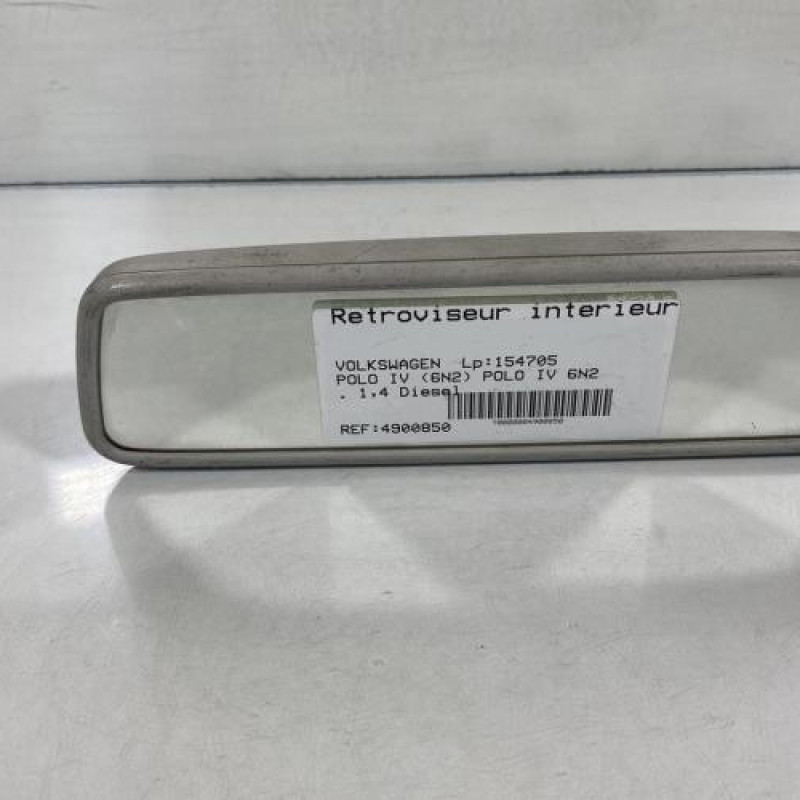 Retroviseur interieur
VOLKSWAGEN Lp:154705
POLO IV (6N2) POLO IV 6N2
. 1.4 Diesel
REF:4900850